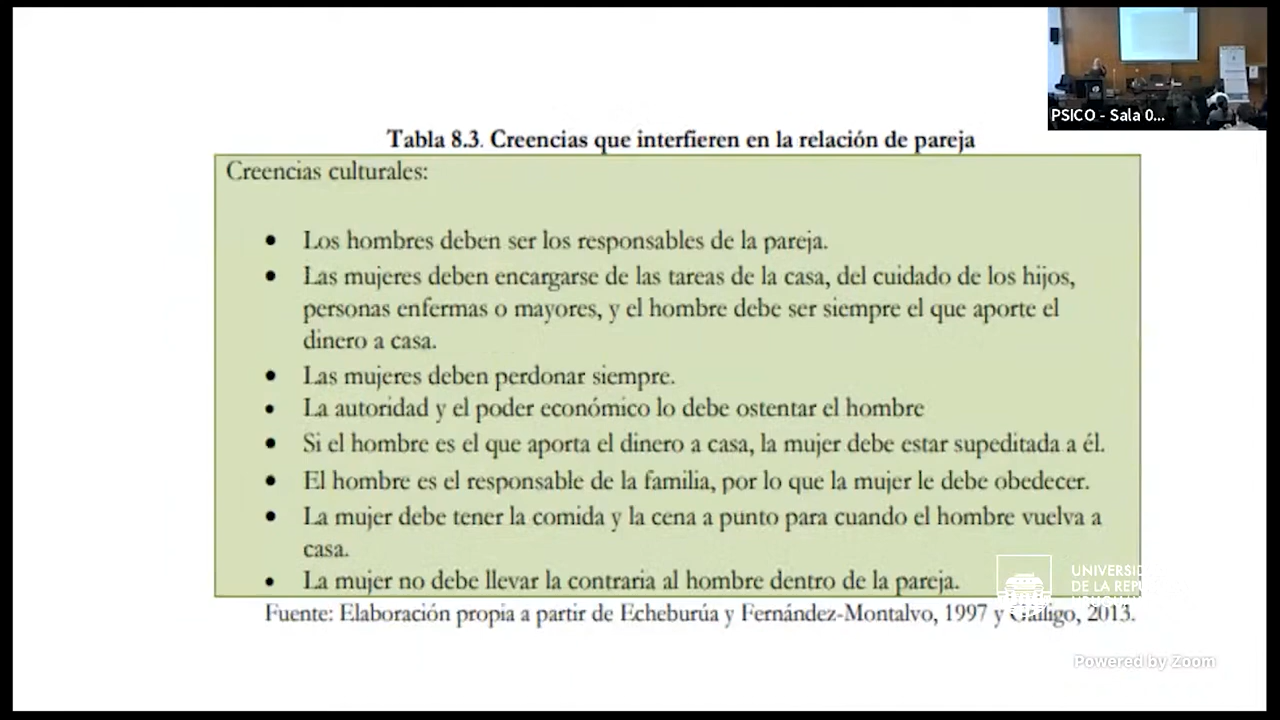 PSICO - Sala 0...
Tabla 8.3. Creencias que interfieren en la relación de pareja
Creencias culturales:
• Los hombres deben ser los responsables de la pareja.
• Las mujeres deben encargarse de las tareas de la casa, del cuidado de los hijos,
personas enfermas o mayores, y el hombre debe ser siempre el que aporte el
dinero a casa.
• Las mujeres deben perdonar siempre.
• La autoridad y el poder económico lo debe ostentar el hombre
• Si el hombre es el que aporta el dinero a casa, la mujer debe estar supeditada a él.
• El hombre es el responsable de la familia, por lo que la mujer le debe obedecer.
• La mujer debe tener la comida y la cena a punto para cuando el hombre vuelva a
casa.
• La mujer no debe llevar la contraria al hombre dentro de la pareja.
UNIVERSID
DE LA REPÚ
Fuente: Elaboración propia a partir de Echeburúa y Fernández-Montalvo, 1997 y 2013.
Powered by Zoom